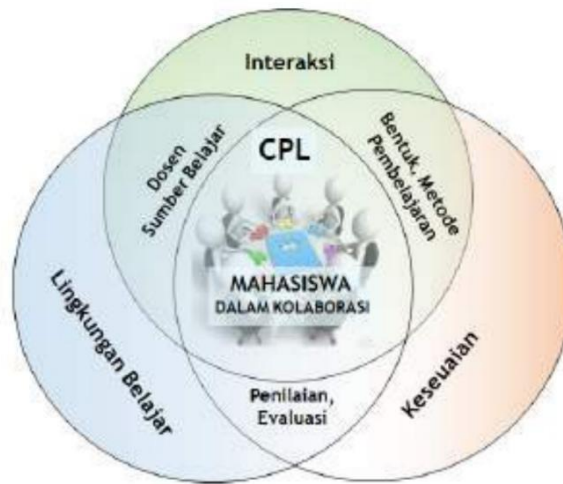 Interaksi
Dosen
Sumber Belajar
CPL
Bentuk, Metode
Pembelajaran
MAHASISWA
DALAM KOLABORASI
Lingkungan Belajar
Penilaian,
Evaluasi
Keseuaian